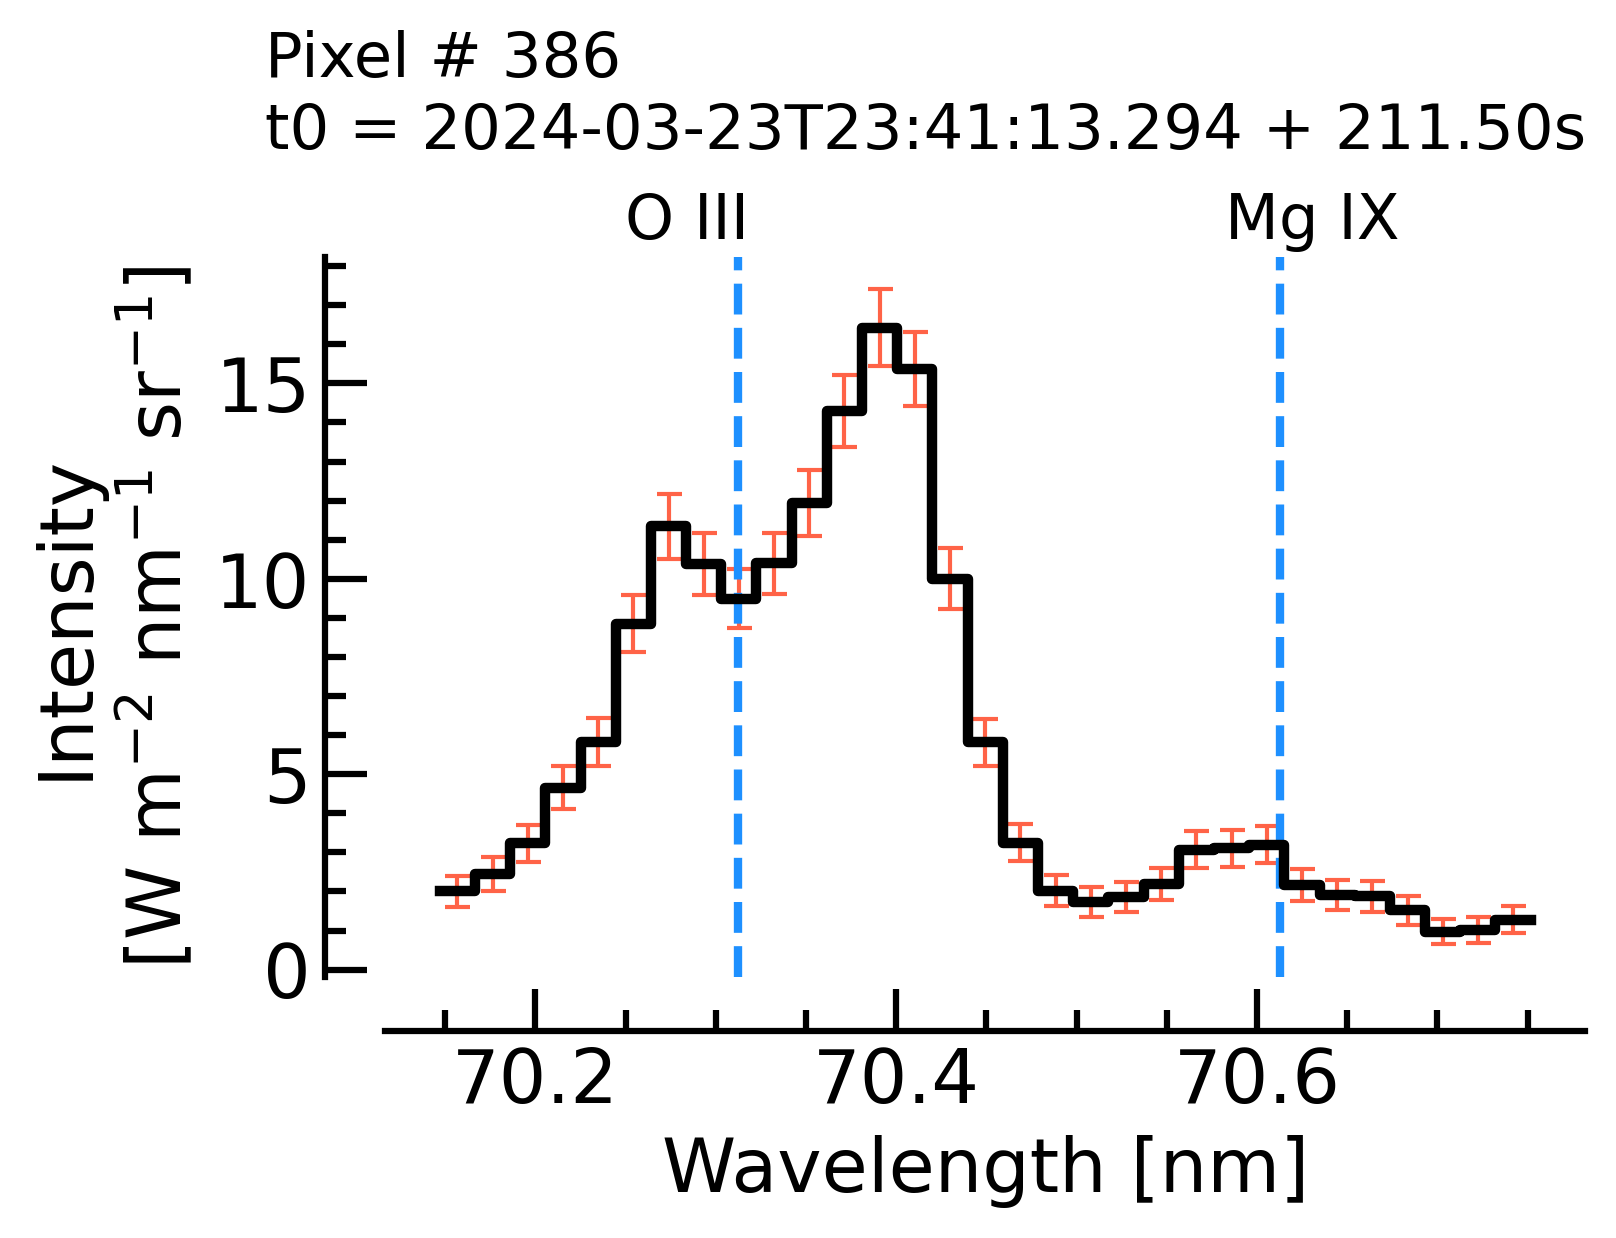 Pixel # 386
t0 = 2024-03-23T23:41:13.294 + 211.50s
O III Mg IX
Intensity
[W m⁻² nm⁻¹ sr⁻¹]
15
10
5
0
70.2 70.4 70.6
Wavelength [nm]